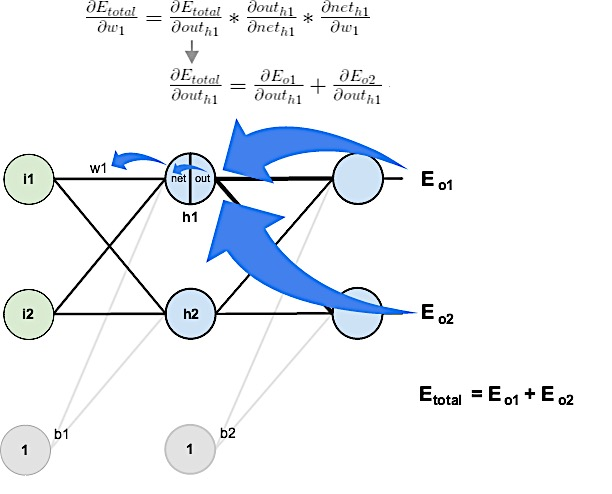 ∂E_total/∂w_1 = ∂E_total/∂out_h1 * ∂out_h1/∂net_h1 * ∂net_h1/∂w_1
∂E_total/∂out_h1 = ∂E_o1/∂out_h1 + ∂E_o2/∂out_h1
i1
w1
net
out
h1
E o1
i2
h2
E o2
E total = E o1 + E o2
b1
b2
1
1